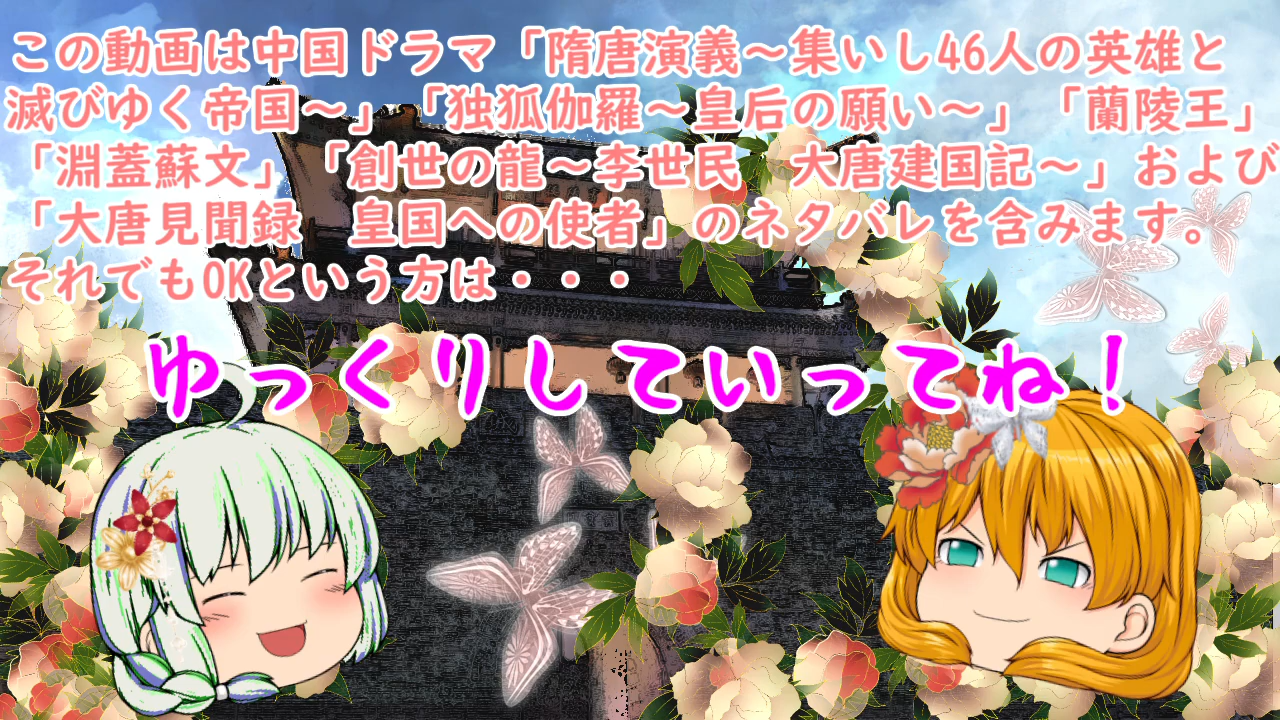 この動画は中国ドラマ「隋唐演義～集いし46人の英雄と
滅びゆく帝国～」「独狐伽羅～皇后の願い～」「蘭陵王」
「淵蓋蘇文」「創世の龍～李世民　大唐建国記～」および
「大唐見聞録　皇国への使者」のネタバレを含みます。
それでもOKという方は・・・
ゆっくりしていってね！